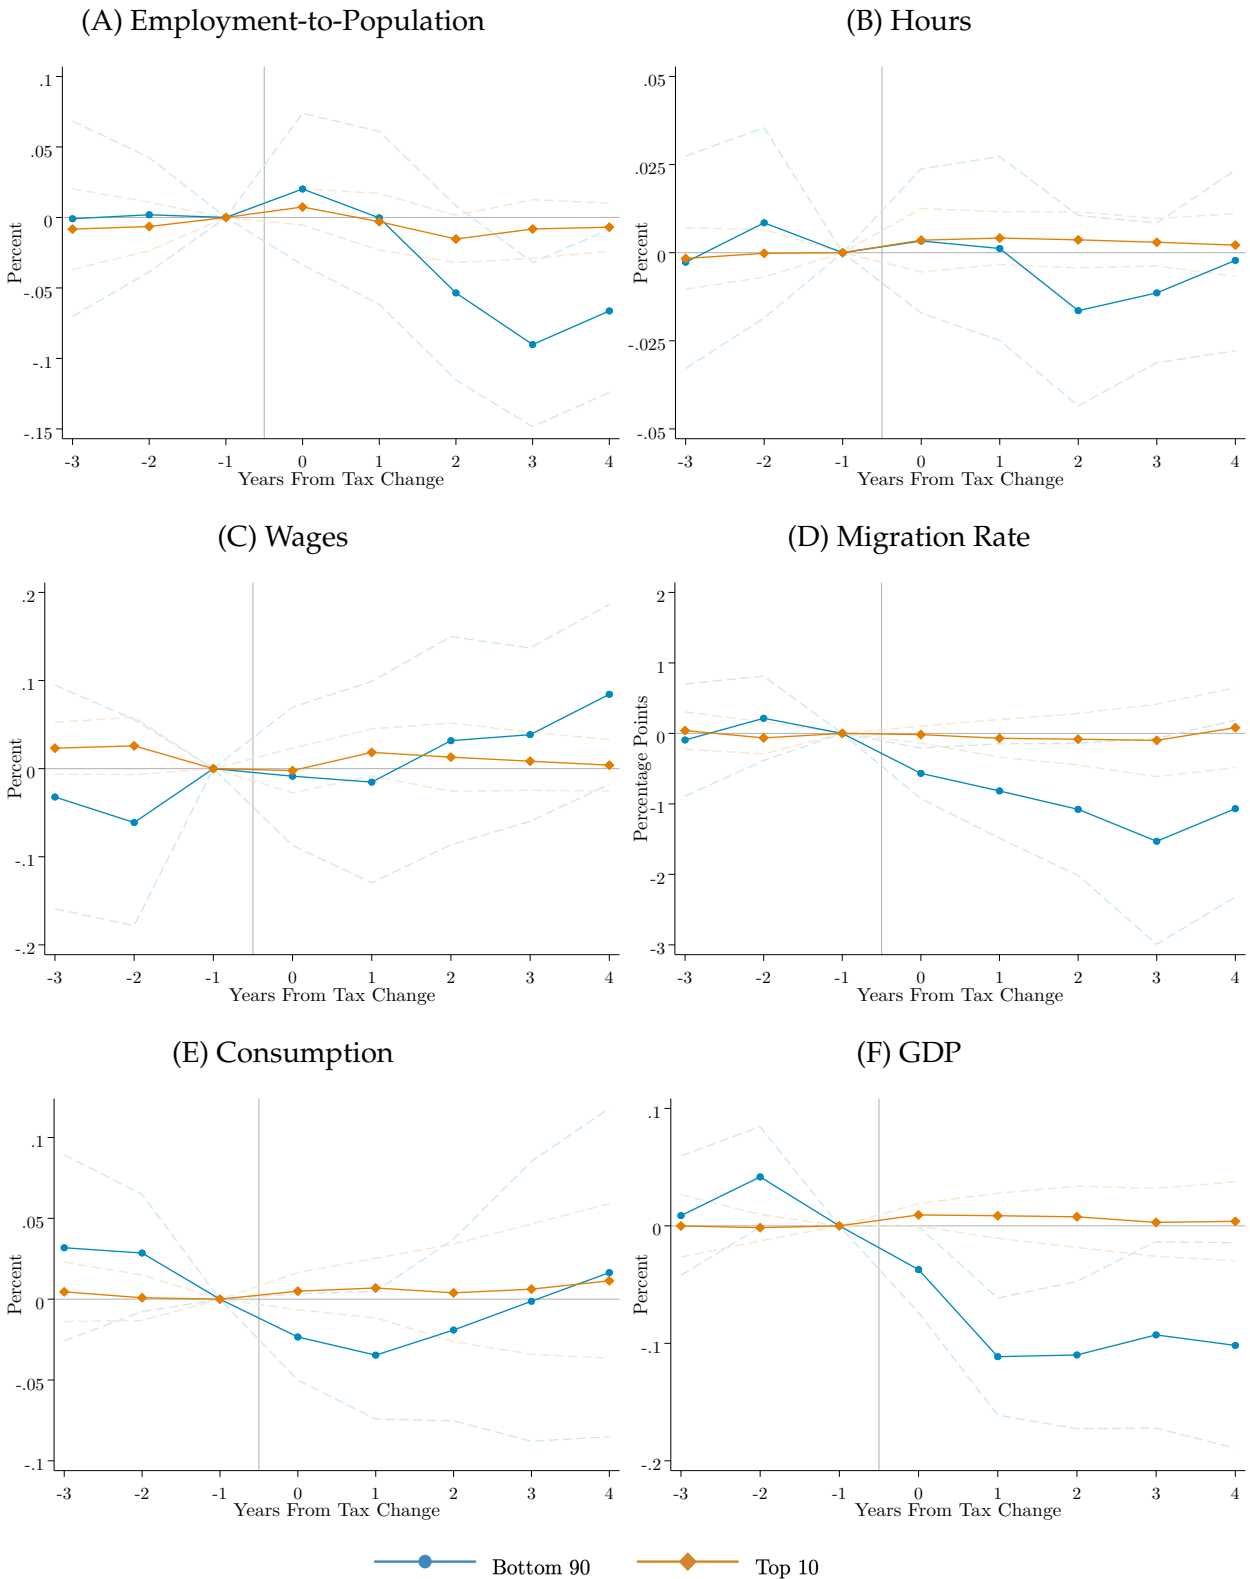 (A) Employment-to-Population
.1
.05
0
-.05
-.1
-.15
Percent
-3 -2 -1 0 1 2 3 4
Years From Tax Change
(B) Hours
.05
.025
0
-.025
-.05
Percent
-3 -2 -1 0 1 2 3 4
Years From Tax Change
(C) Wages
.2
.1
0
-.1
-.2
Percent
-3 -2 -1 0 1 2 3 4
Years From Tax Change
(D) Migration Rate
2
1
0
-1
-2
-3
Percentage Points
-3 -2 -1 0 1 2 3 4
Years From Tax Change
(E) Consumption
.1
.05
0
-.05
-.1
Percent
-3 -2 -1 0 1 2 3 4
Years From Tax Change
(F) GDP
.1
0
-.1
-.2
Percent
-3 -2 -1 0 1 2 3 4
Years From Tax Change
Bottom 90 Top 10